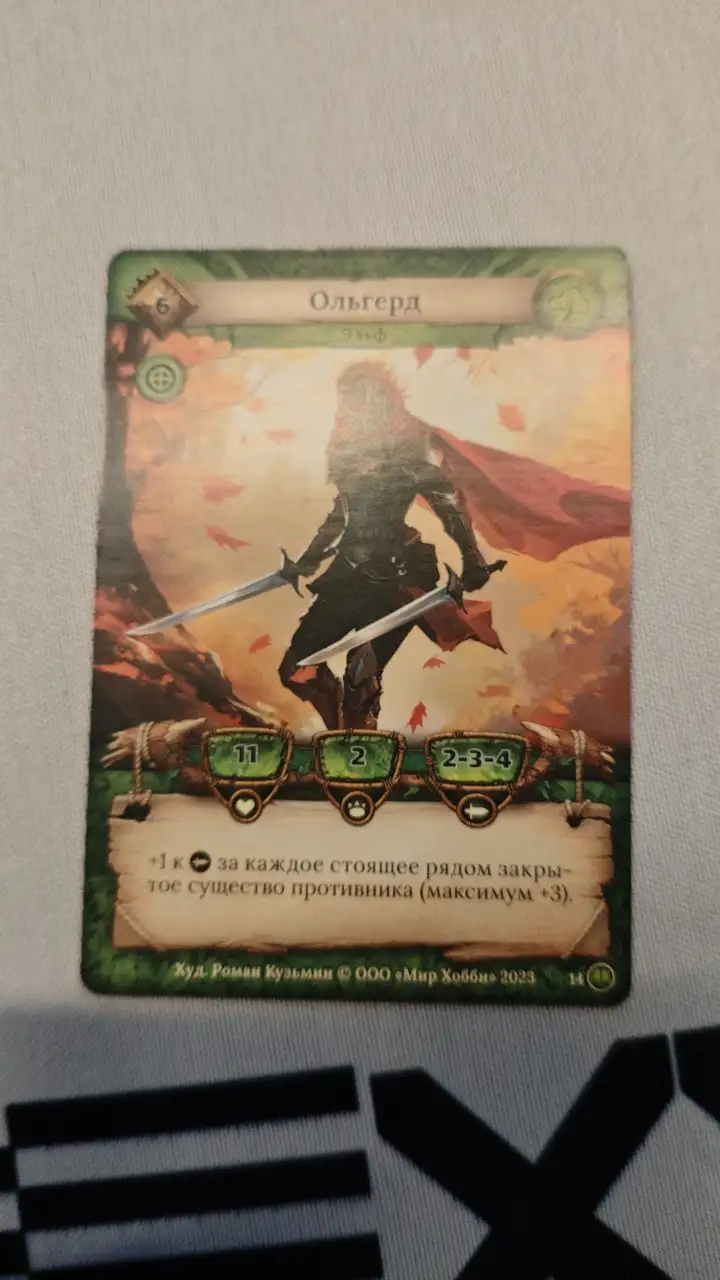 6
Ольгерд
Эльф
11
2
2-3-4
+1 к за каждое стоящее рядом закры-
тое существо противника (максимум +3).
Худ. Роман Кузьмин © ООО «Мир Хобби» 2023
14
EX